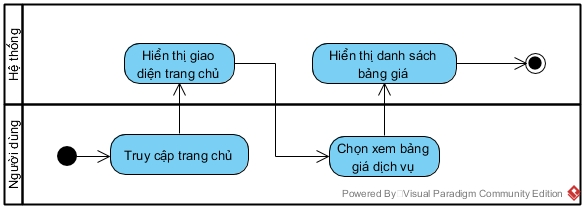 Hệ thống
Hiển thị giao
diện trang chủ
Hiển thị danh sách
bảng giá
Người dùng
Truy cập trang chủ
Chọn xem bảng
giá dịch vụ
Powered By Visual Paradigm Community Edition